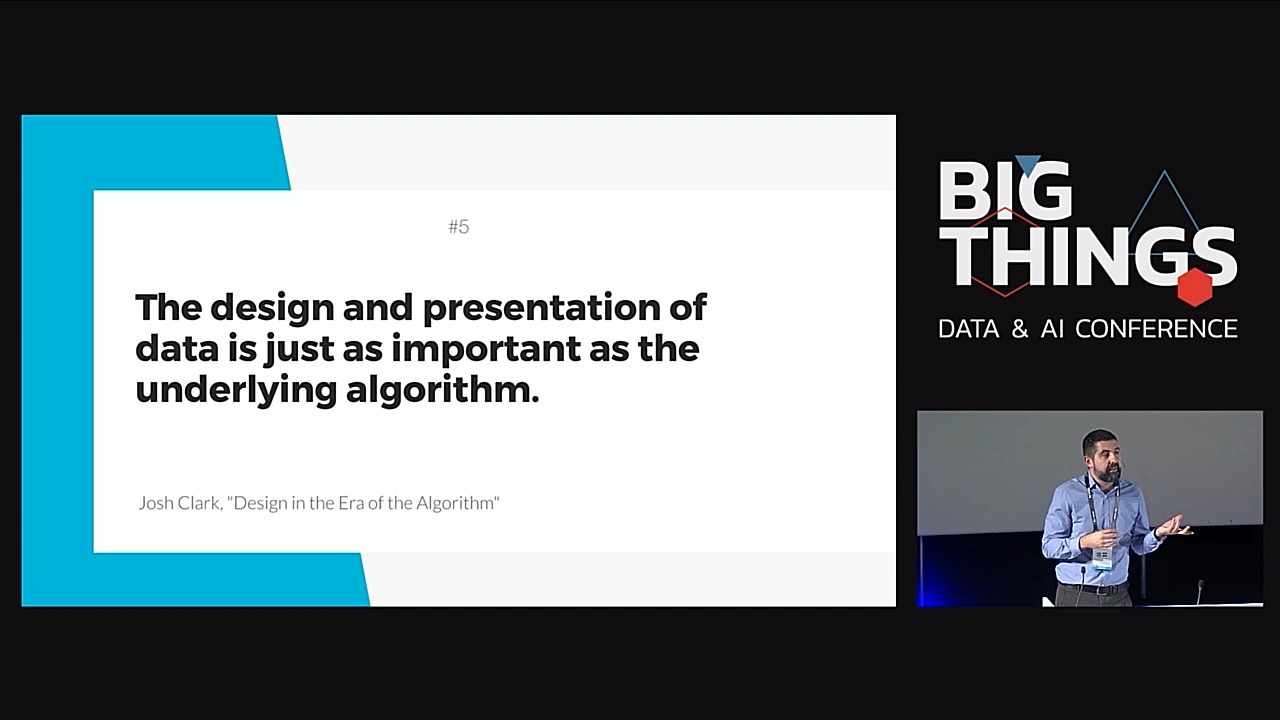 #5
The design and presentation of
data is just as important as the
underlying algorithm.
Josh Clark, "Design in the Era of the Algorithm"
BIG
THINGS
DATA & AI CONFERENCE